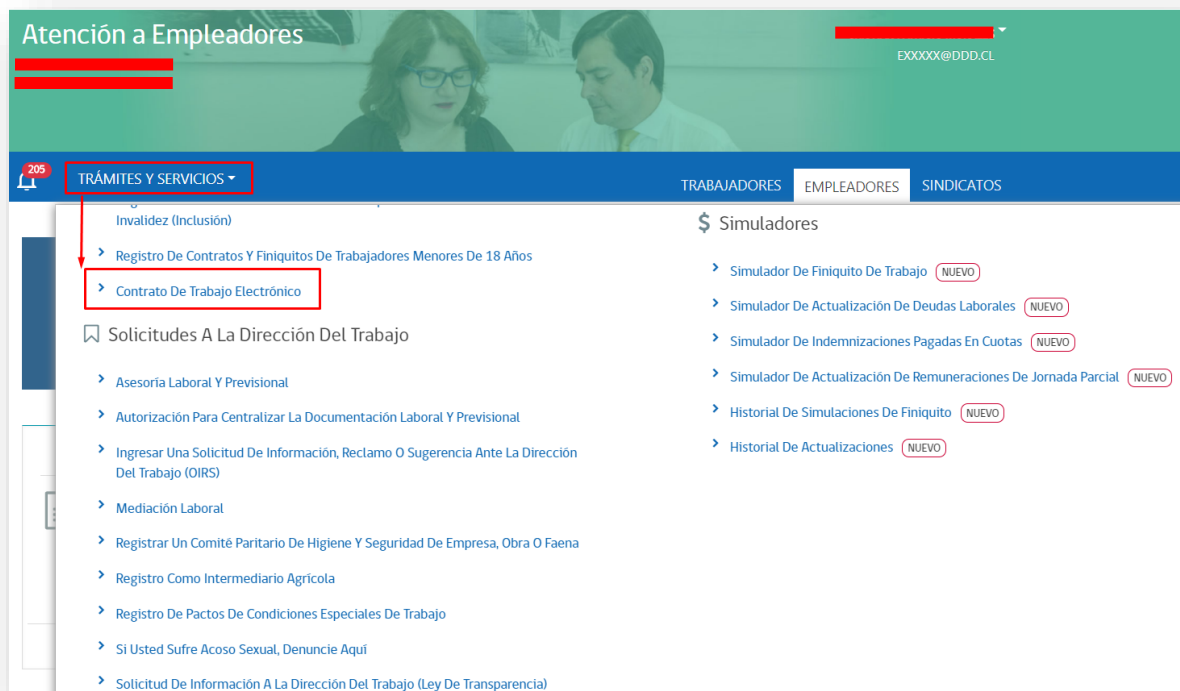 Atención a Empleadores
EXXXXX@DDD.CL
205
TRÁMITES Y SERVICIOS
TRABAJADORES
EMPLEADORES
SINDICATOS
Invalidez (Inclusión)
Registro De Contratos Y Finiquitos De Trabajadores Menores De 18 Años
Contrato De Trabajo Electrónico
Solicitudes A La Dirección Del Trabajo
Asesoría Laboral Y Previsional
Autorización Para Centralizar La Documentación Laboral Y Previsional
Ingresar Una Solicitud De Información, Reclamo O Sugerencia Ante La Dirección
Del Trabajo (OIRS)
Mediación Laboral
Registrar Un Comité Paritario De Higiene Y Seguridad De Empresa, Obra O Faena
Registro Como Intermediario Agrícola
Registro De Pactos De Condiciones Especiales De Trabajo
Si Usted Sufre Acoso Sexual, Denuncie Aquí
Solicitud De Información A La Dirección Del Trabajo (Ley De Transparencia)
$ Simuladores
Simulador De Finiquito De Trabajo NUEVO
Simulador De Actualización De Deudas Laborales NUEVO
Simulador De Indemnizaciones Pagadas En Cuotas NUEVO
Simulador De Actualización De Remuneraciones De Jornada Parcial NUEVO
Historial De Simulaciones De Finiquito NUEVO
Historial De Actualizaciones NUEVO